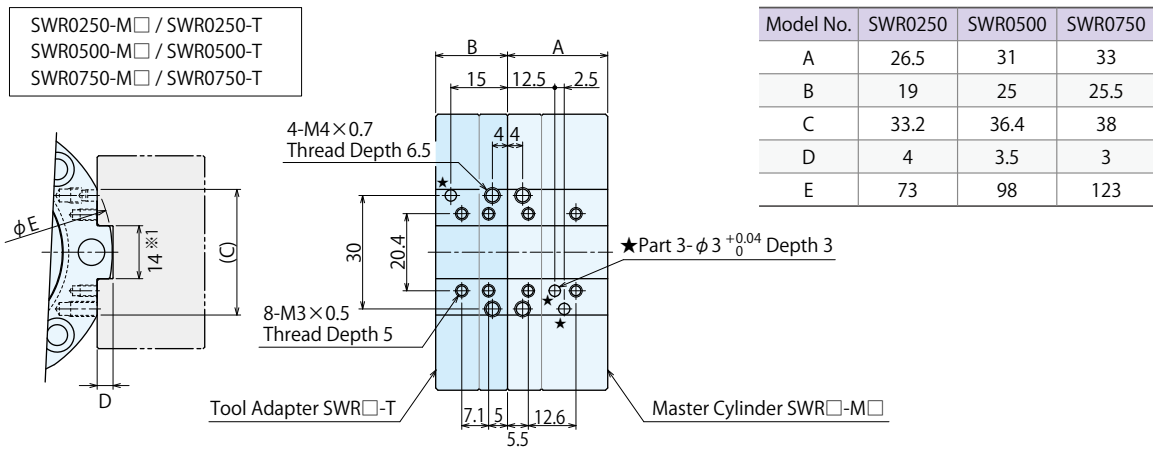 SWR0250-M□ / SWR0250-T
SWR0500-M□ / SWR0500-T
SWR0750-M□ / SWR0750-T
B A
15 12.5 2.5
4-M4×0.7
Thread Depth 6.5
4 4
★
φE
14 ※1
(C)
D
30
20.4
★Part 3-φ3 +0.04 0 Depth 3
★
★
8-M3×0.5
Thread Depth 5
Tool Adapter SWR□-T
Master Cylinder SWR□-M□
7.1 5 12.6
5.5
Model No. SWR0250 SWR0500 SWR0750
A 26.5 31 33
B 19 25 25.5
C 33.2 36.4 38
D 4 3.5 3
E 73 98 123